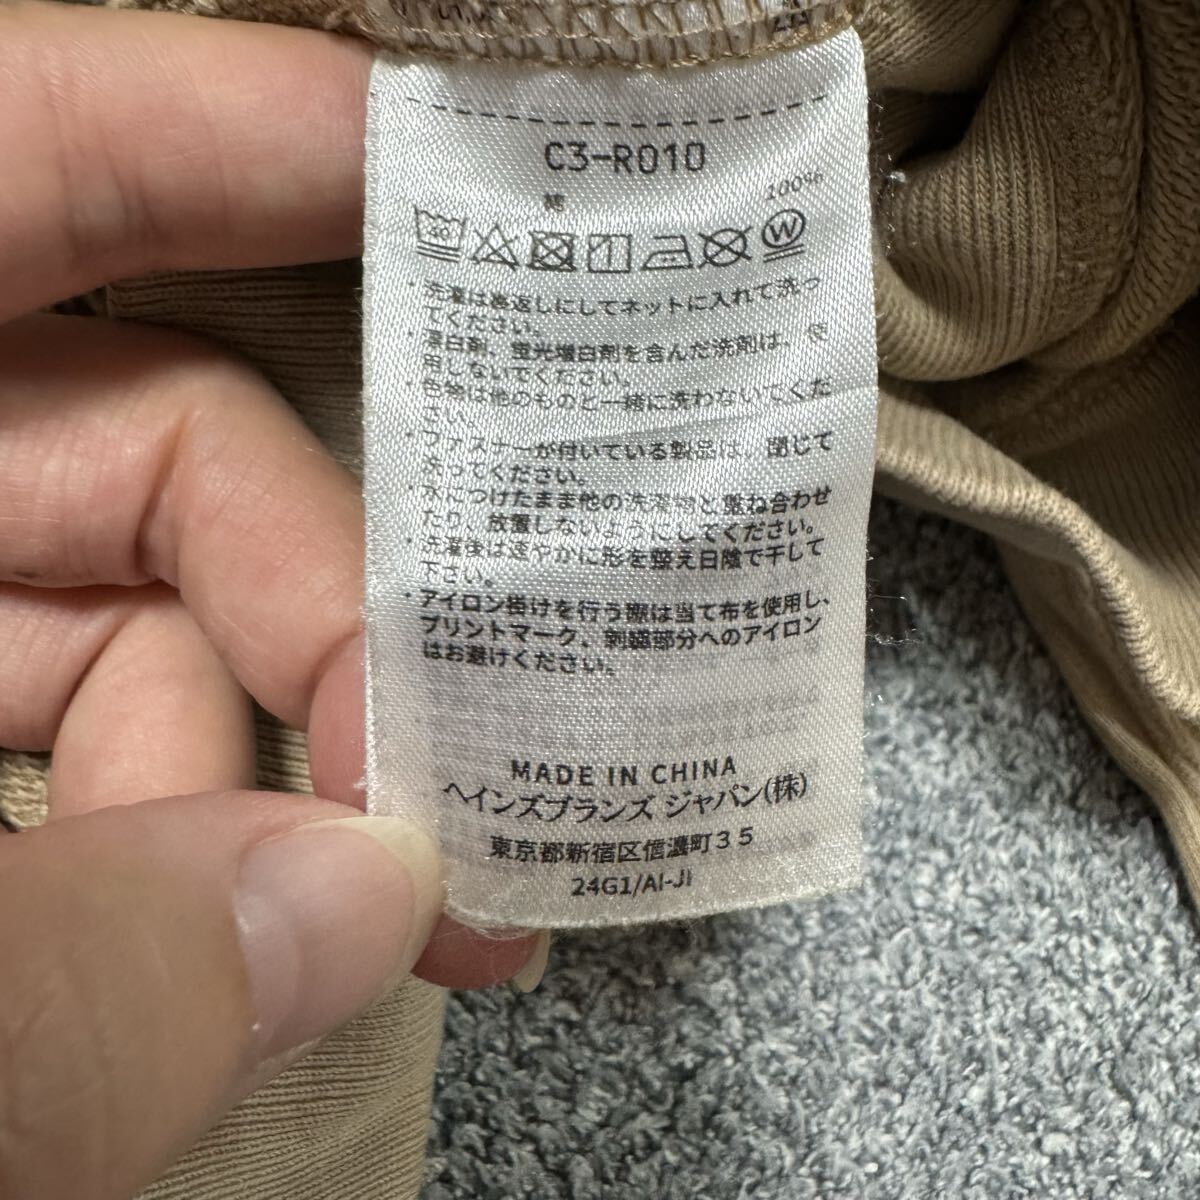 C3-R010
綿 100%
40 W
・洗濯は裏返しにしてネットに入れて洗っ
てください。
・漂白剤、蛍光増白剤を含んだ洗剤は、使
用しないでください。
・色物は他のものと一緒に洗わないでくだ
さい。
・ファスナーが付いている製品は、閉じて
洗ってください。
・水につけたまま他の洗濯物と重ね合わせ
たり、放置しないようにしてください。
・洗濯後は速やかに形を整え日陰で干して
下さい。
・アイロン掛けを行う際は当て布を使用し、
プリントマーク、刺繍部分へのアイロン
はお避けください。
MADE IN CHINA
ヘインズブランズ ジャパン(株)
東京都新宿区信濃町35
24G1/AI-JI